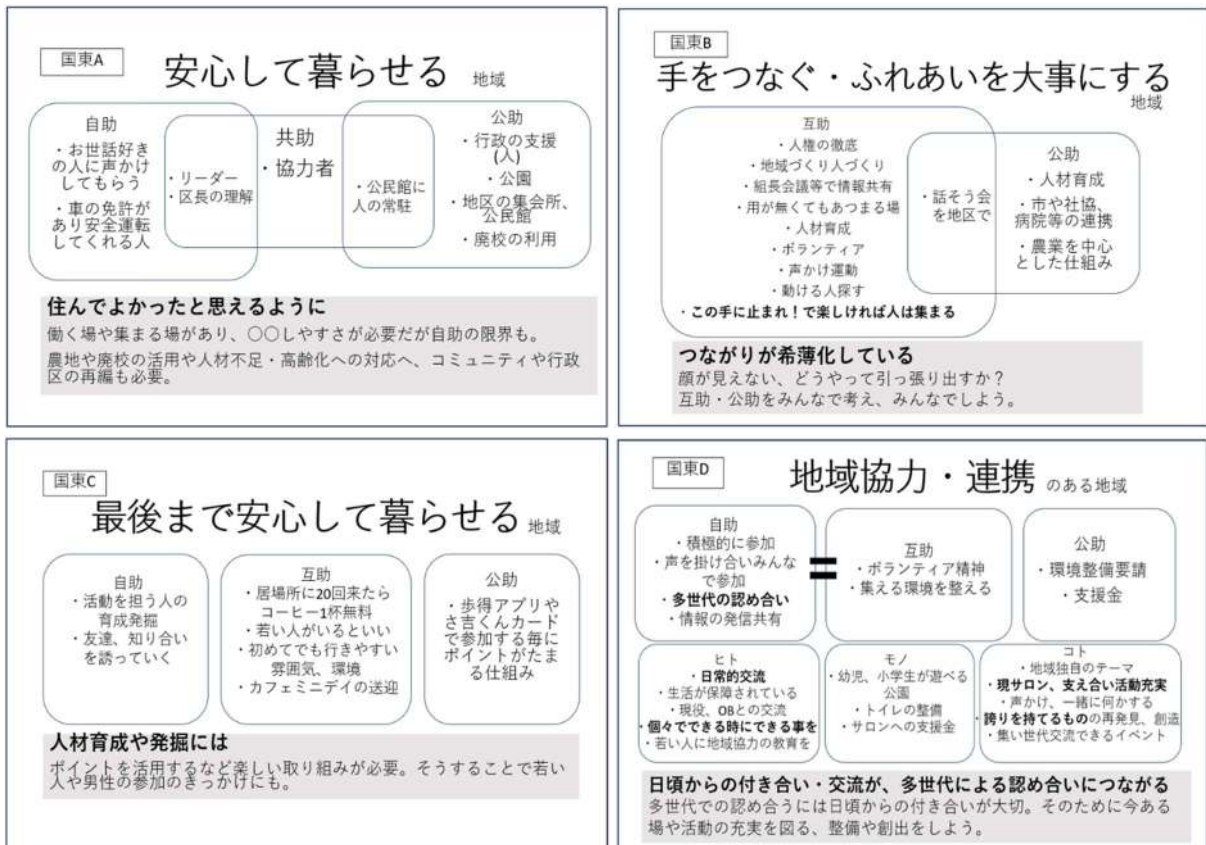 国東A
安心して暮らせる 地域
自助
・お世話好き
の人に声かけ
してもらう
・車の免許が
あり安全運転
してくれる人
・リーダー
・区長の理解
共助
・協力者
・公民館に
人の常駐
公助
・行政の支援
(人)
・公園
・地区の集会所、
公民館
・廃校の利用
住んでよかったと思えるように
働く場や集まる場があり、〇〇しやすさが必要だが自助の限界も。
農地や廃校の活用や人材不足・高齢化への対応へ、コミュニティや行政
区の再編も必要。
国東B
手をつなぐ・ふれあいを大事にする
地域
互助
・人権の徹底
・地域づくり人づくり
・組長会議等で情報共有
・用が無くてもあつまる場
・人材育成
・ボランティア
・声かけ運動
・動ける人探す
・この手に止まれ！で楽しければ人は集まる
・話そう会
を地区で
公助
・人材育成
・市や社協、
病院等の連携
・農業を中心
とした仕組み
つながりが希薄化している
顔が見えない、どうやって引っ張り出すか？
互助・公助をみんなで考え、みんなでしよう。
国東C
最後まで安心して暮らせる 地域
自助
・活動を担う人の
育成発掘
・友達、知り合い
を誘っていく
互助
・居場所に20回来たら
コーヒー1杯無料
・若い人がいるといい
・初めてでも行きやすい
雰囲気、環境
・カフェミニデイの送迎
公助
・歩得アプリや
さ吉くんカード
で参加する毎に
ポイントがたま
る仕組み
人材育成や発掘には
ポイントを活用するなど楽しい取り組みが必要。そうすることで若い
人や男性の参加のきっかけにも。
国東D
地域協力・連携 のある地域
自助
・積極的に参加
・声を掛け合いみんな
で参加
・多世代の認め合い
・情報の発信共有
=
互助
・ボランティア精神
・集える環境を整える
公助
・環境整備要請
・支援金
ヒト
・日常的交流
・生活が保障されている
・現役、OBとの交流
・個々でできる時にできる事を
・若い人に地域協力の教育を
モノ
・幼児、小学生が遊べる
公園
・トイレの整備
・サロンへの支援金
コト
・地域独自のテーマ
・現サロン、支え合い活動充実
・声かけ、一緒に何かする
・誇りを持てるものの再発見、創造
・集い世代交流できるイベント
日頃からの付き合い・交流が、多世代による認め合いにつながる
多世代での認め合うには日頃からの付き合いが大切。そのために今ある
場や活動の充実を図る、整備や創出をしよう。